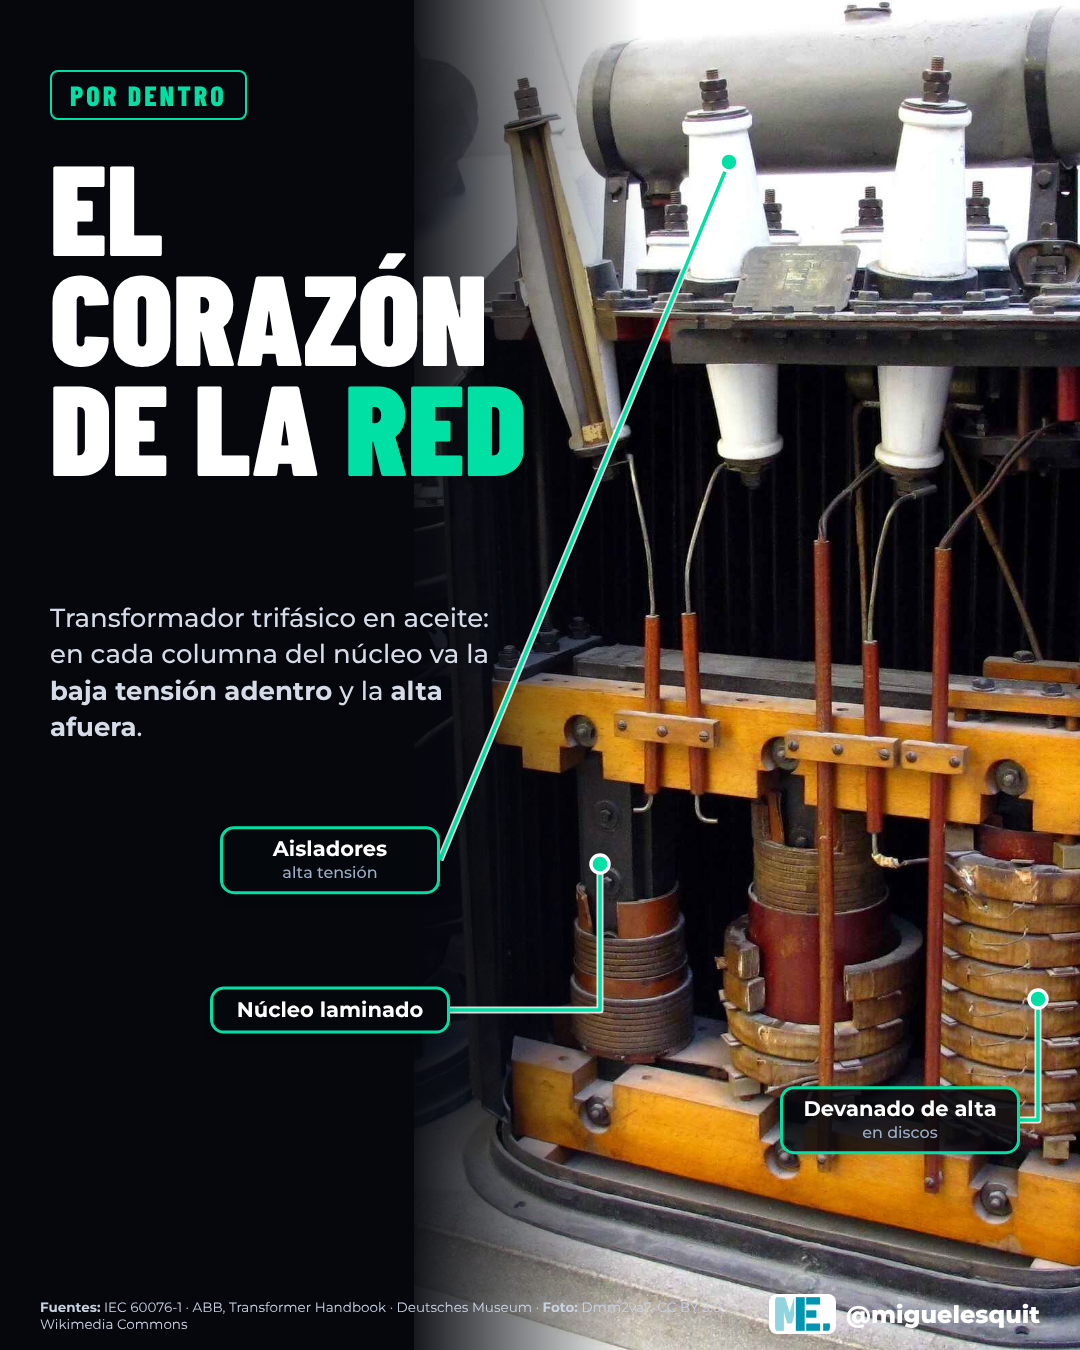 POR DENTRO
EL
CORAZÓN
DE LA RED
Transformador trifásico en aceite:
en cada columna del núcleo va la
baja tensión adentro y la alta
afuera.
Aisladores
alta tensión
Núcleo laminado
Devanado de alta
en discos
Fuentes: IEC 60076-1 · ABB, Transformer Handbook · Deutsches Museum · Foto: CC BY
Wikimedia Commons
ME.
@miguelesquit